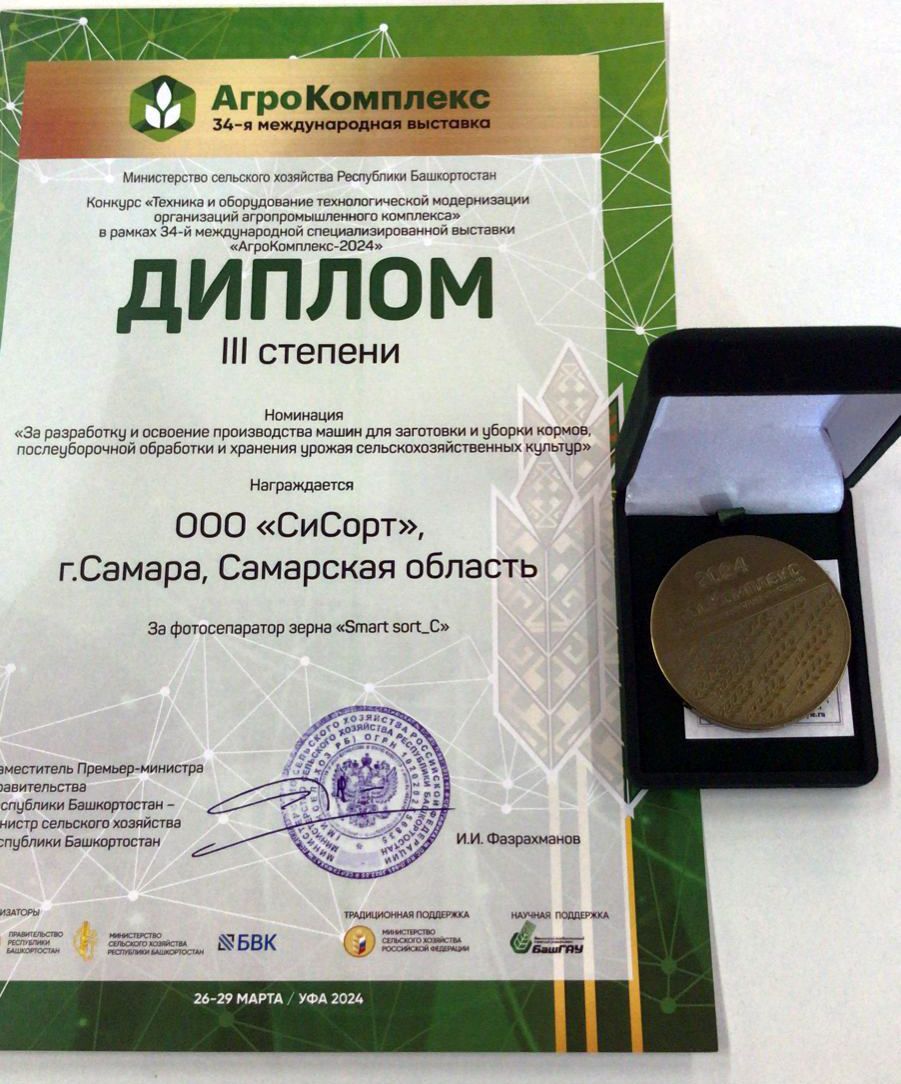 АгроКомплекс
34-я международная выставка
Министерство сельского хозяйства Республики Башкортостан
Конкурс «Техника и оборудование технологической модернизации
организаций агропромышленного комплекса»
в рамках 34-й международной специализированной выставки
«АгроКомплекс-2024»
ДИПЛОМ
III степени
Номинация
«За разработку и освоение производства машин для заготовки и уборки кормов,
послеуборочной обработки и хранения урожая сельскохозяйственных культур»
Награждается
ООО «СиСорт»,
г.Самара, Самарская область
За фотосепаратор зерна «Smart sort_C»
аместитель Премьер-министра
равительства
спублики Башкортостан –
нистр сельского хозяйства
спублики Башкортостан
И.И. Фазрахманов
ИЗАТОРЫ
ПРАВИТЕЛЬСТВО
РЕСПУБЛИКИ
БАШКОРТОСТАН
МИНИСТЕРСТВО
СЕЛЬСКОГО ХОЗЯЙСТВА
РЕСПУБЛИКИ БАШКОРТОСТАН
БВК
ТРАДИЦИОННАЯ ПОДДЕРЖКА
МИНИСТЕРСТВО
СЕЛЬСКОГО ХОЗЯЙСТВА
РОССИЙСКОЙ ФЕДЕРАЦИИ
НАУЧНАЯ ПОДДЕРЖКА
БашГАУ
26-29 МАРТА / УФА 2024